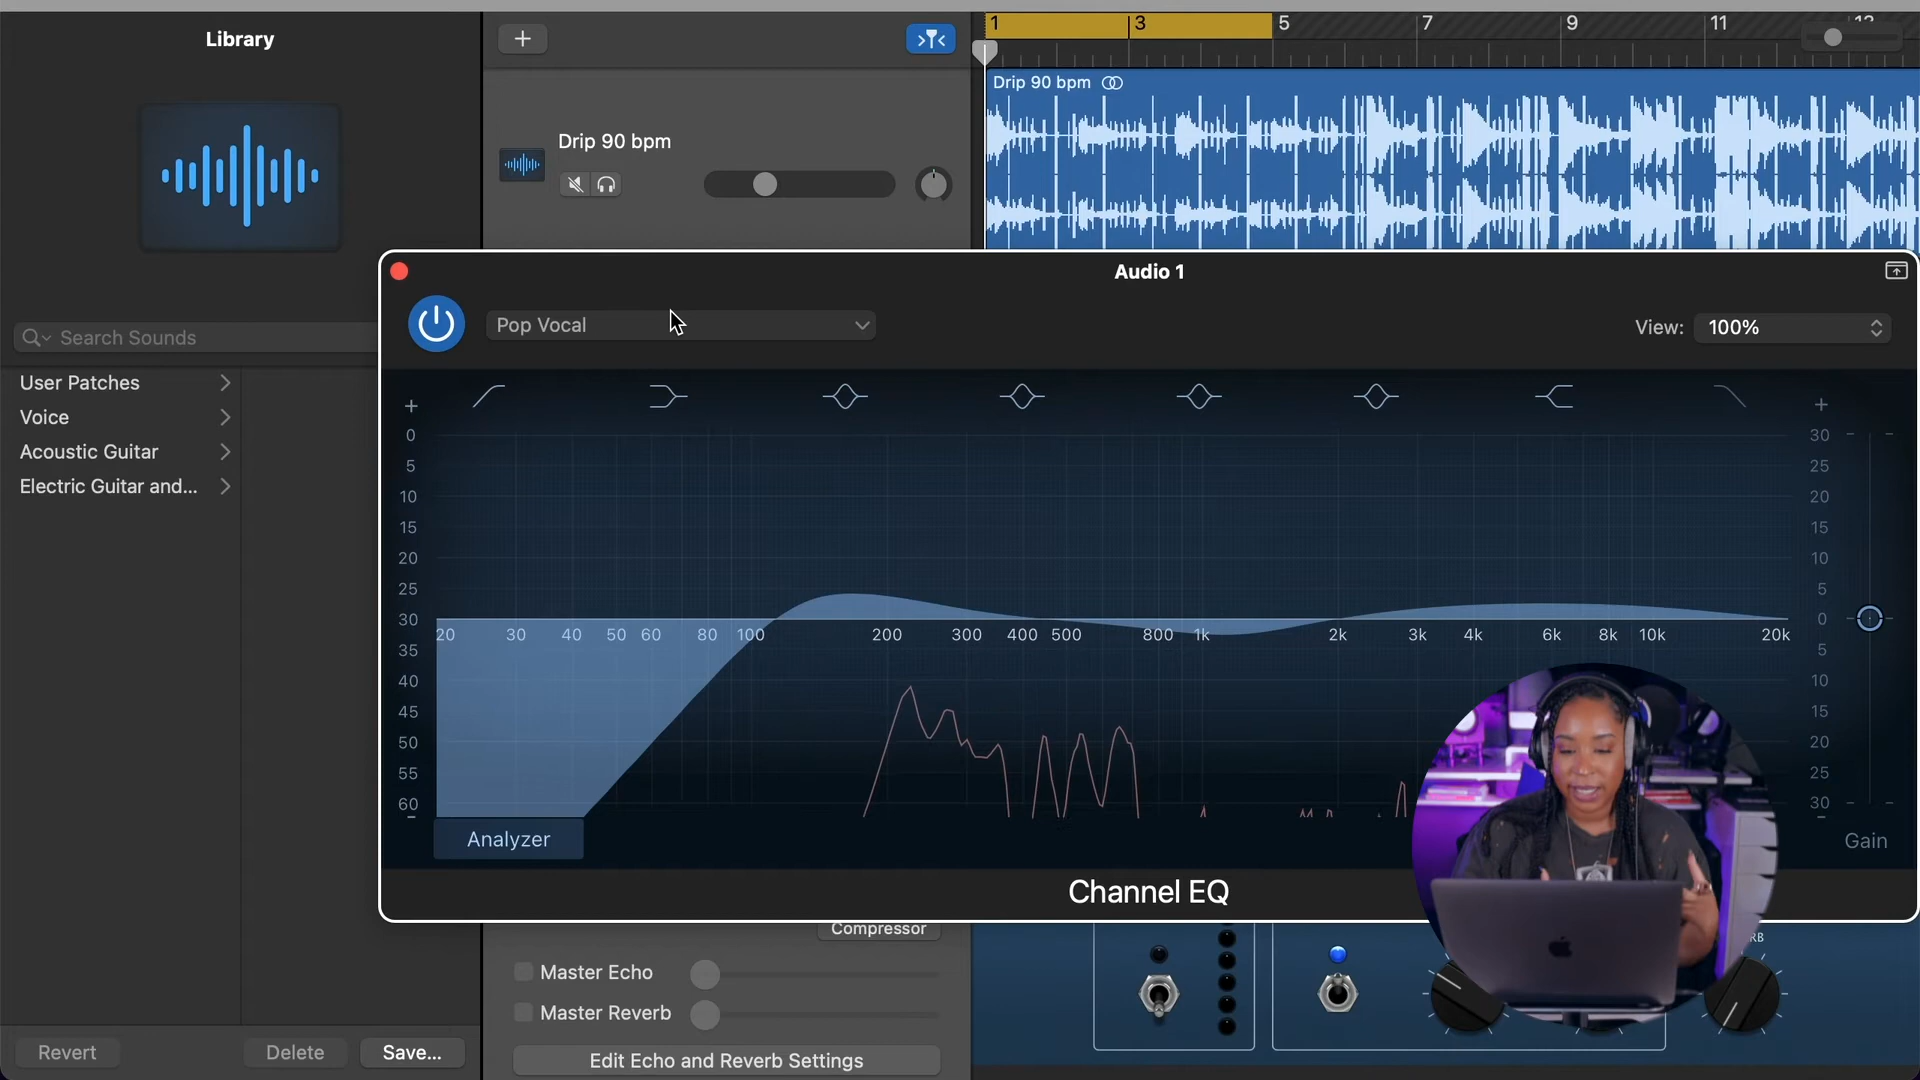 Library
Search Sounds
User Patches
Voice
Acoustic Guitar
Electric Guitar and...
Revert
Delete
Save...
1
3
5
7
9
11
Drip 90 bpm
Drip 90 bpm
Audio 1
Pop Vocal
View:
100%
0
5
10
15
20
25
30
35
40
45
50
55
60
20 30 40 50 60 80 100 200 300 400 500 800 1k 2k 3k 4k 6k 8k 10k 20k
30
25
20
15
10
5
0
5
10
15
20
25
30
Analyzer
Gain
Channel EQ
Compressor
Master Echo
Master Reverb
Edit Echo and Reverb Settings